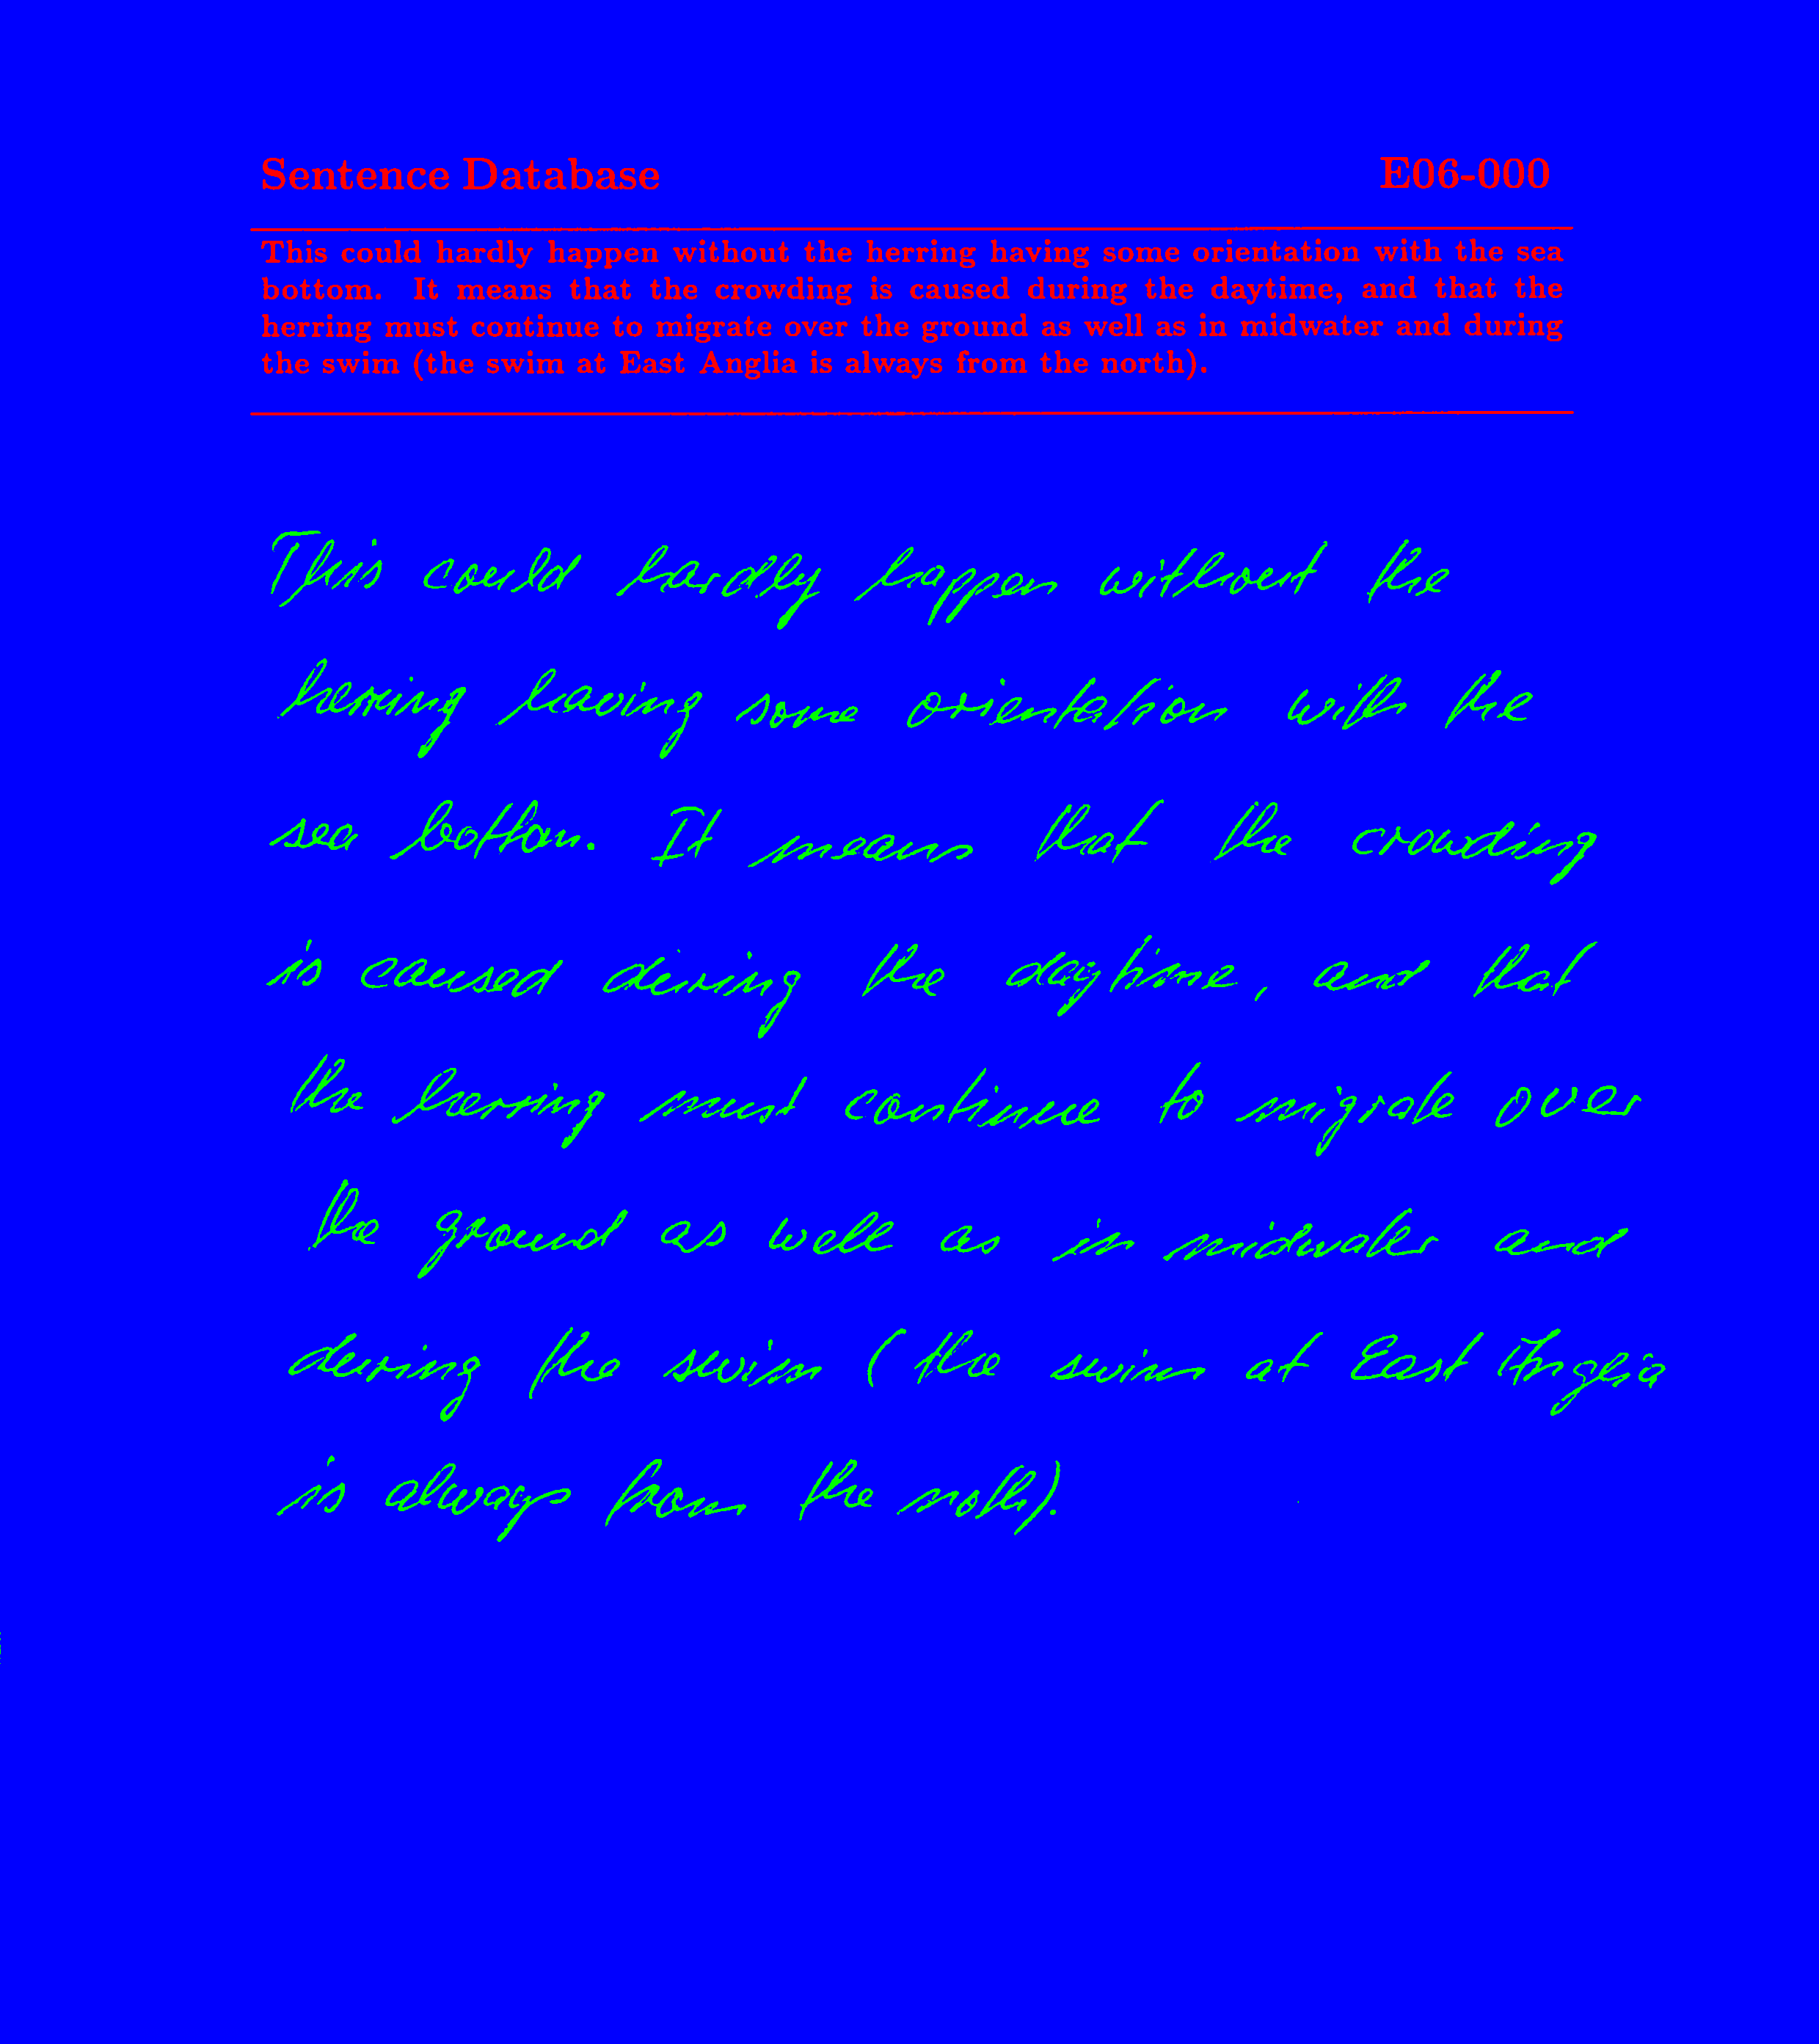 Sentence Database E06-000
This could hardly happen without the herring having some orientation with the sea
bottom. It means that the crowding is caused during the daytime, and that the
herring must continue to migrate over the ground as well as in midwater and during
the swim (the swim at East Anglia is always from the north).
This could hardly happen without the
herring having some orientation with the
sea bottom. It means that the crowding
is caused during the daytime, and that
the herring must continue to migrate over
the ground as well as in midwater and
during the swim (the swim at East Anglia
is always from the north).